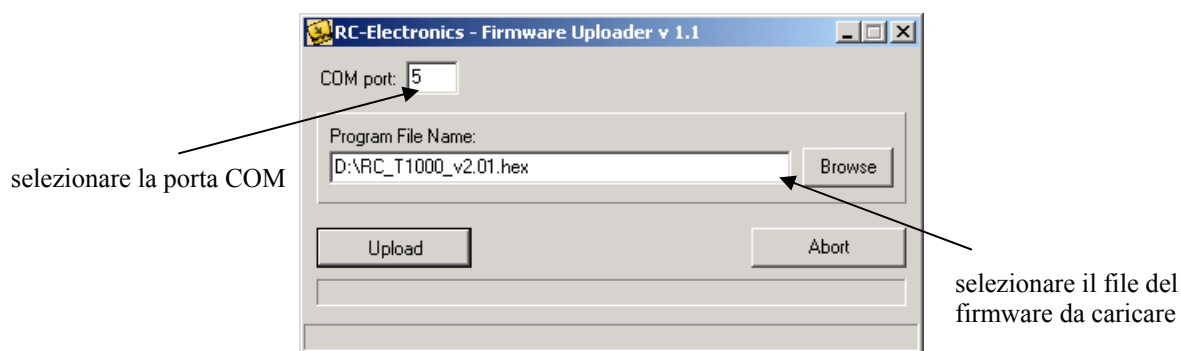 RC-Electronics - Firmware Uploader v 1.1
COM port: 5
Program File Name:
D:\RC_T1000_v2.01.hex
Browse
selezionare la porta COM
Upload
Abort
selezionare il file del
firmware da caricare